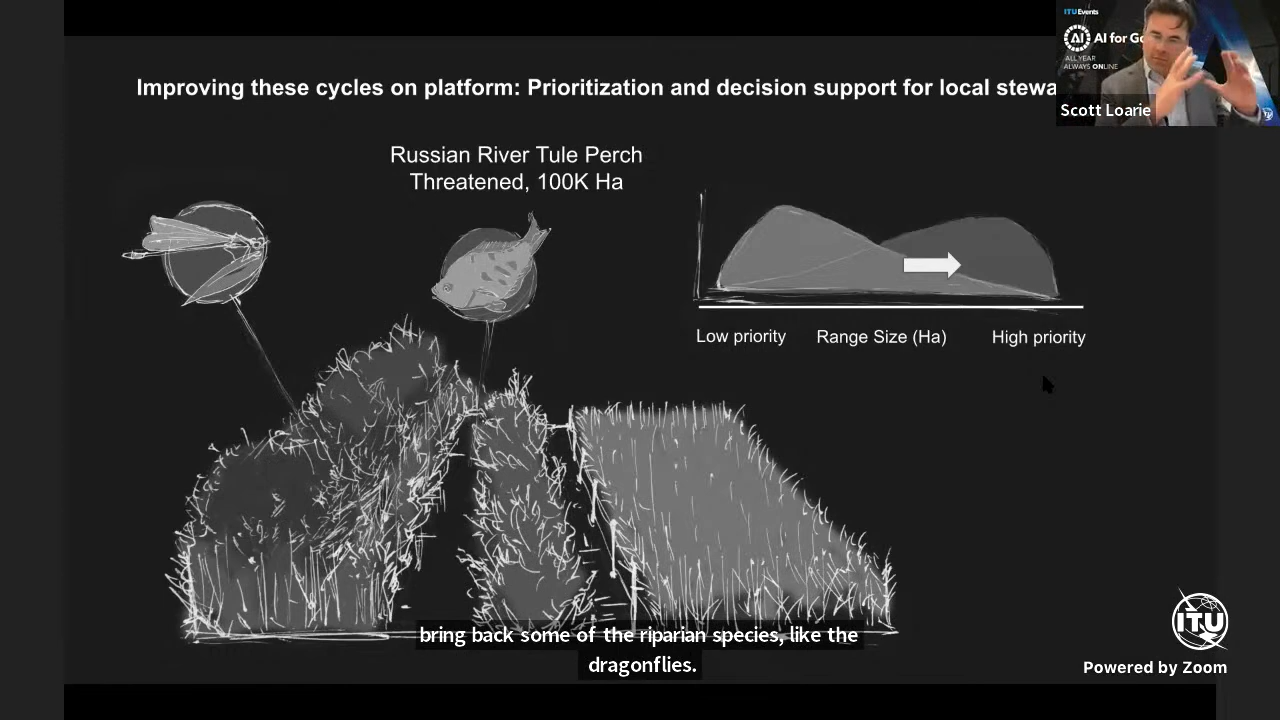 Improving these cycles on platform: Prioritization and decision support for local stewa
ITUEvents
AI
AI for Go
ALL YEAR
ALWAYS ONLINE
Scott Loarie
Russian River Tule Perch
Threatened, 100K Ha
Low priority
Range Size (Ha)
High priority
bring back some of the riparian species, like the
dragonflies.
ITU
Powered by Zoom